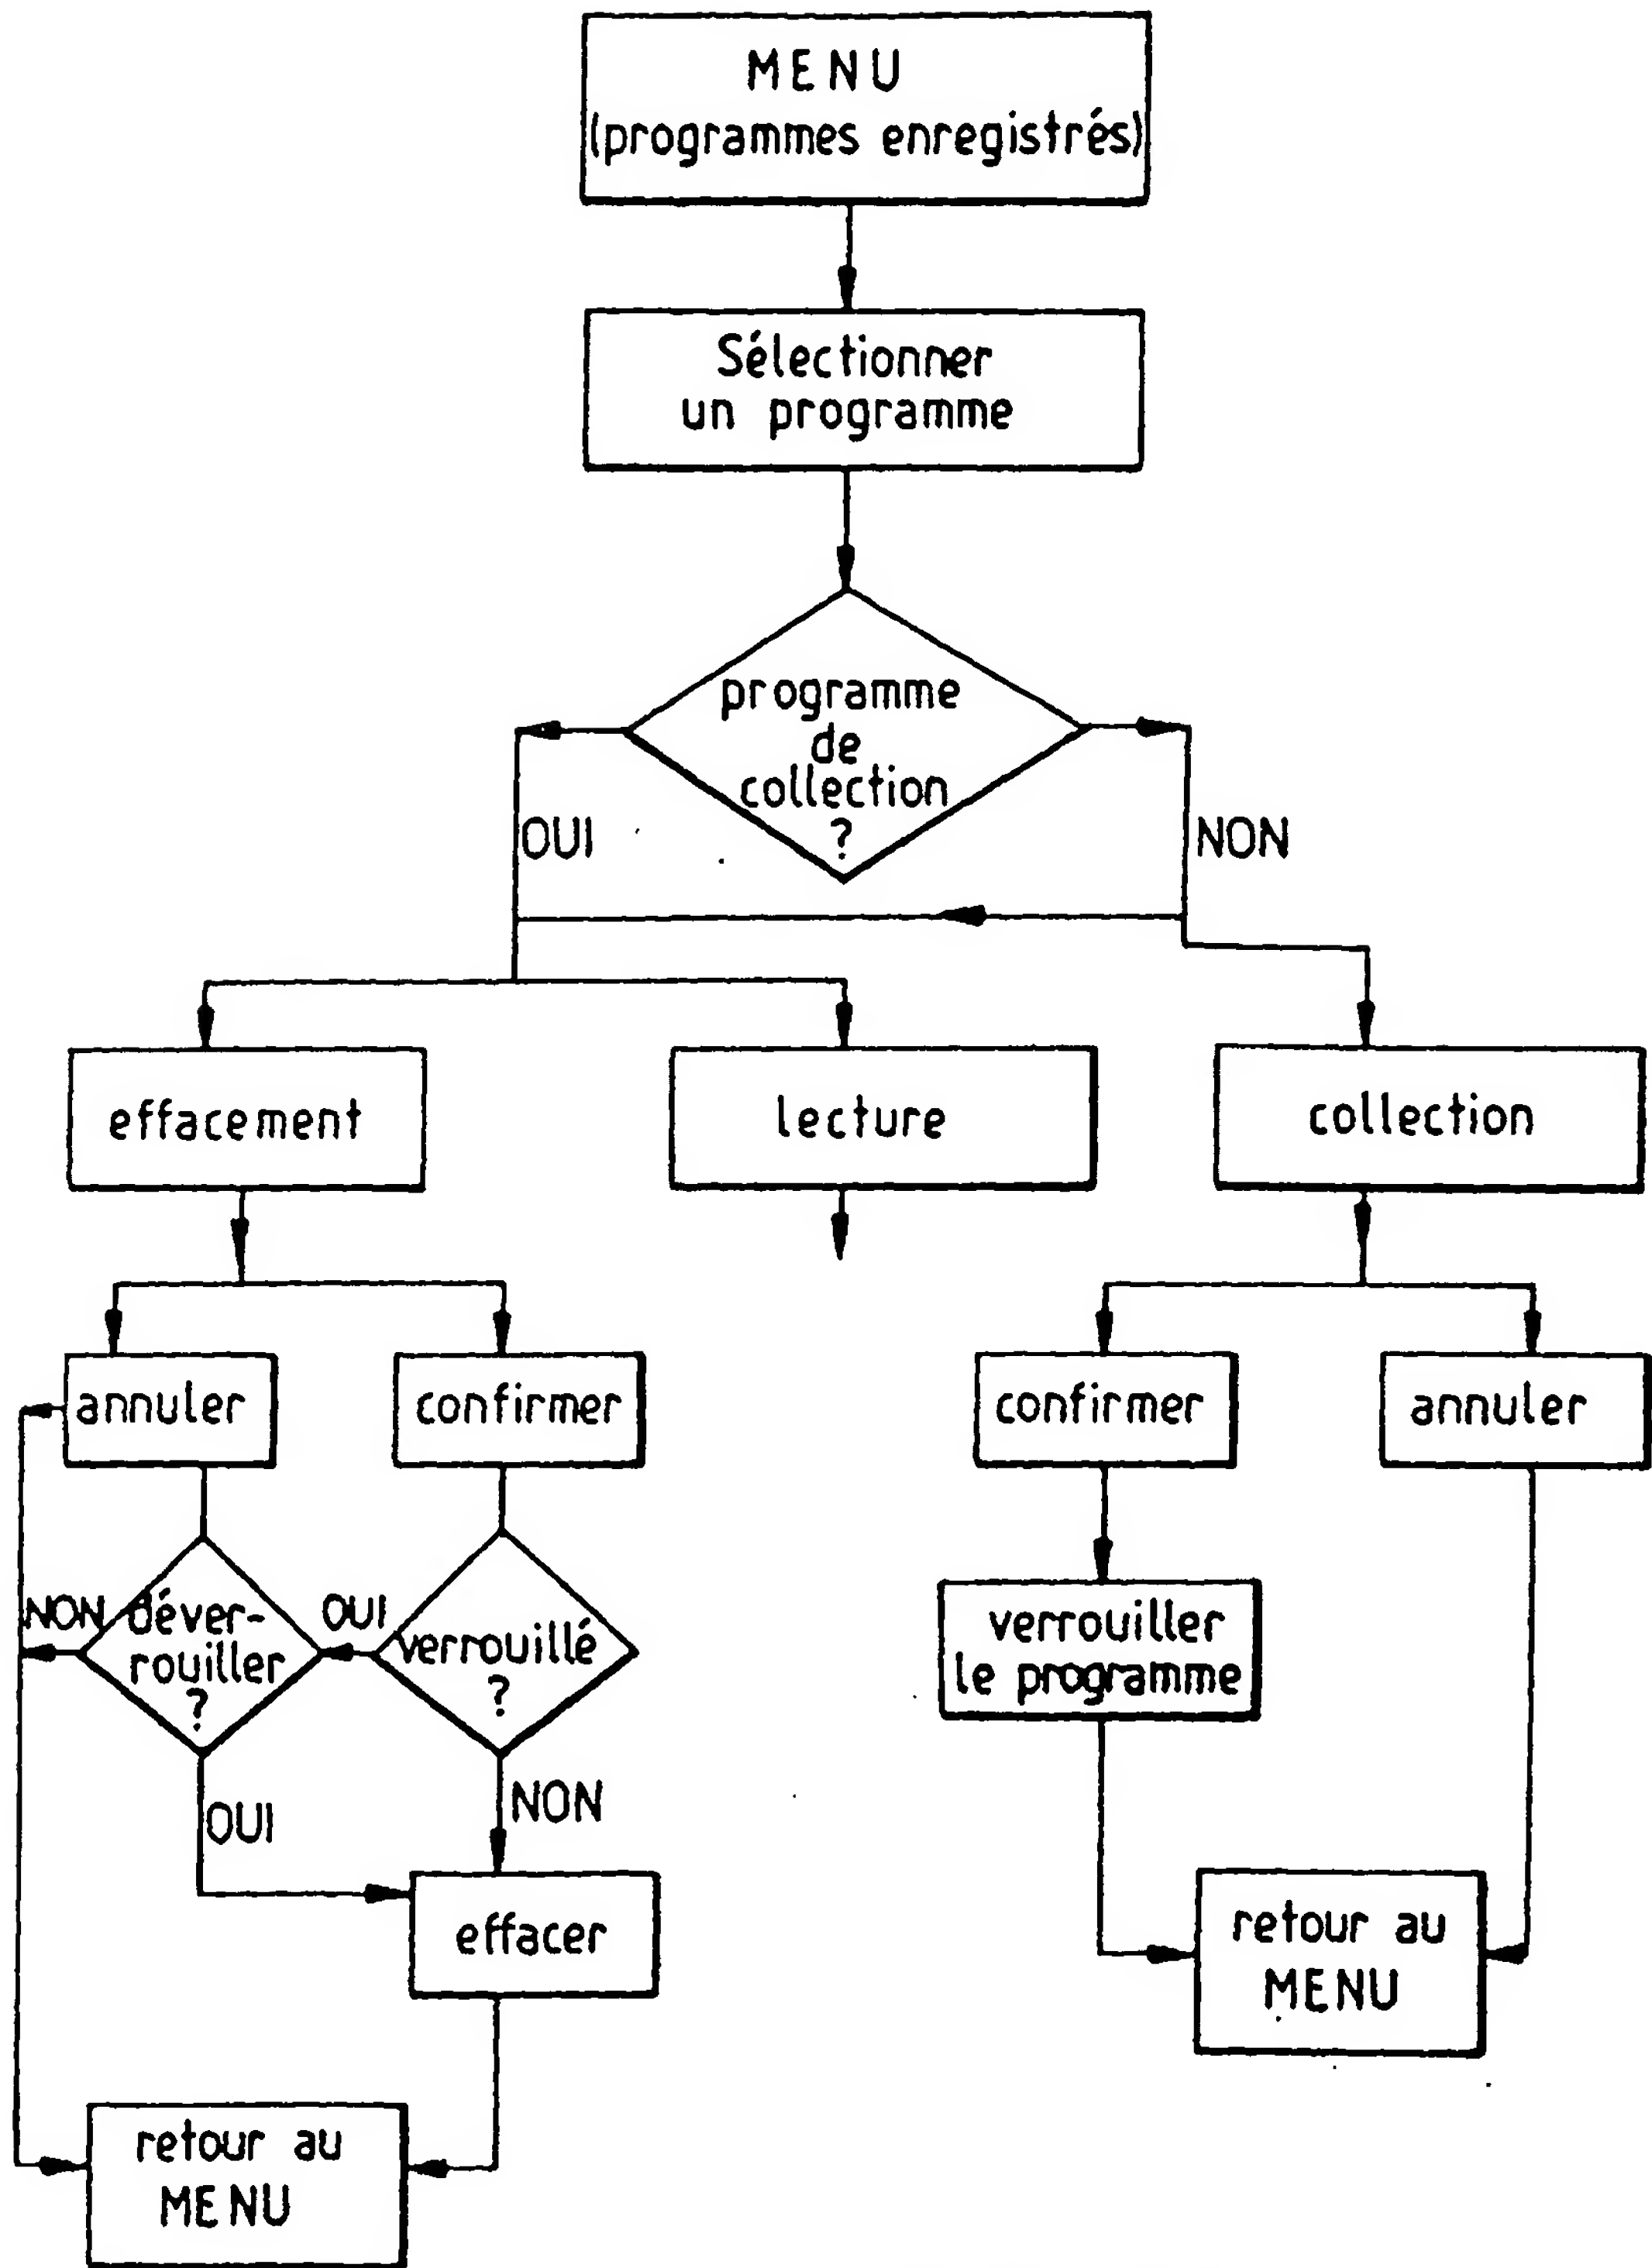 MENU
(programmes enregistrés)
Sélectionner
un programme
programme
de
collection
?
OUI
NON
effacement
lecture
collection
annuler
confirmer
confirmer
annuler
NON
déver-
rouiller
?
OUI
verrouillé
?
verrouiller
le programme
OUI
NON
effacer
retour au
MENU
retour au
MENU